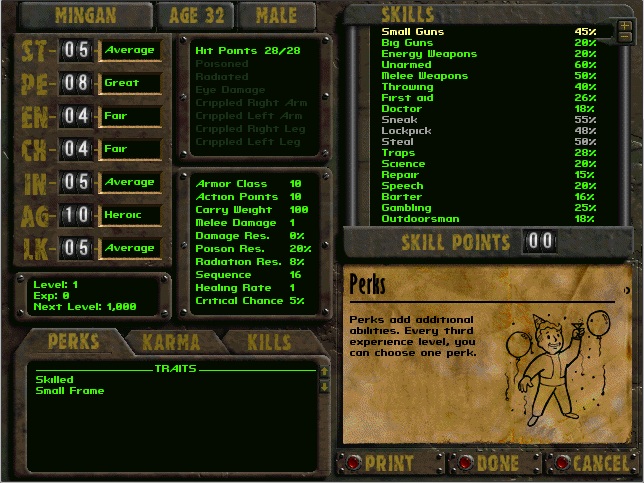 MINGAN AGE 32 MALE
ST 05 Average
PE 08 Great
EN 04 Fair
CH 04 Fair
IN 05 Average
AG 10 Heroic
LK 05 Average
Hit Points 28/28
Poisoned
Radiated
Eye Damage
Crippled Right Arm
Crippled Left Arm
Crippled Right Leg
Crippled Left Leg
Armor Class 10
Action Points 10
Carry Weight 100
Melee Damage 1
Damage Res. 0%
Poison Res. 20%
Radiation Res. 8%
Sequence 16
Healing Rate 1
Critical Chance 5%
Level: 1
Exp: 0
Next Level: 1,000
PERKS KARMA KILLS
TRAITS
Skilled
Small Frame
SKILLS
Small Guns 45%
Big Guns 20%
Energy Weapons 20%
Unarmed 60%
Melee Weapons 50%
Throwing 40%
First aid 26%
Doctor 18%
Sneak 55%
Lockpick 48%
Steal 50%
Traps 28%
Science 20%
Repair 15%
Speech 20%
Barter 16%
Gambling 25%
Outdoorsman 18%
SKILL POINTS 00
Perks
Perks add additional
abilities. Every third
experience level, you
can choose one perk.
PRINT DONE CANCEL